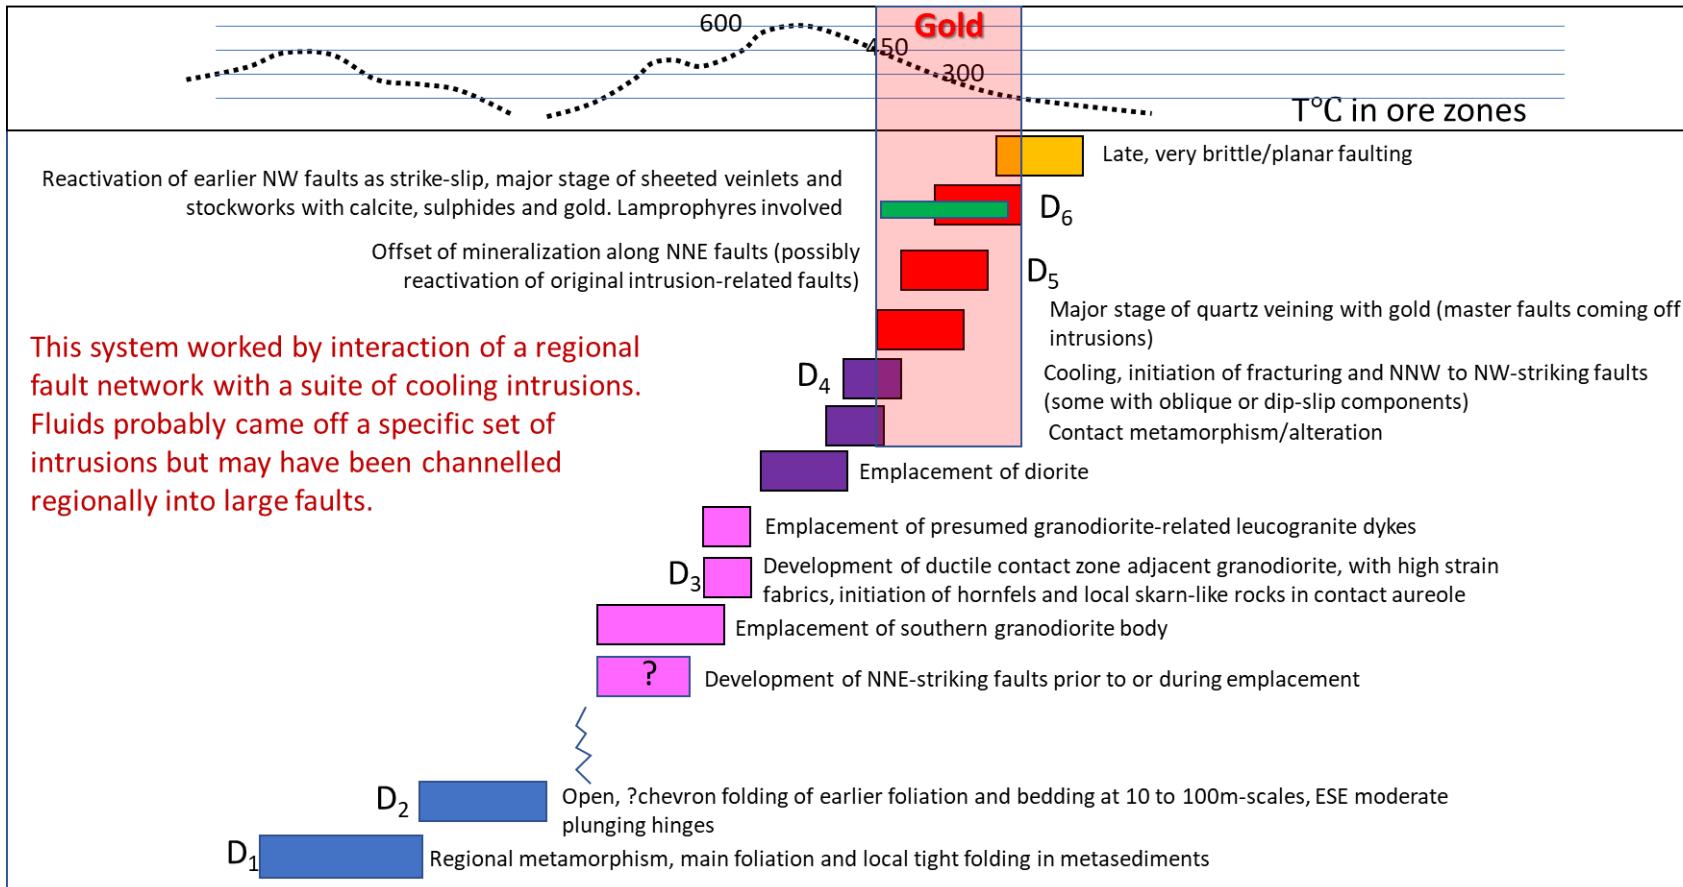 600
Gold
450
300
T°C in ore zones
Late, very brittle/planar faulting
Reactivation of earlier NW faults as strike-slip, major stage of sheeted veinlets and
stockworks with calcite, sulphides and gold. Lamprophyres involved
D6
Offset of mineralization along NNE faults (possibly
reactivation of original intrusion-related faults)
D5
Major stage of quartz veining with gold (master faults coming off
intrusions)
This system worked by interaction of a regional
fault network with a suite of cooling intrusions.
Fluids probably came off a specific set of
intrusions but may have been channelled
regionally into large faults.
D4
Cooling, initiation of fracturing and NNW to NW-striking faults
(some with oblique or dip-slip components)
Contact metamorphism/alteration
Emplacement of diorite
Emplacement of presumed granodiorite-related leucogranite dykes
D3
Development of ductile contact zone adjacent granodiorite, with high strain
fabrics, initiation of hornfels and local skarn-like rocks in contact aureole
Emplacement of southern granodiorite body
?
Development of NNE-striking faults prior to or during emplacement
D2
Open, ?chevron folding of earlier foliation and bedding at 10 to 100m-scales, ESE moderate
plunging hinges
D1
Regional metamorphism, main foliation and local tight folding in metasediments